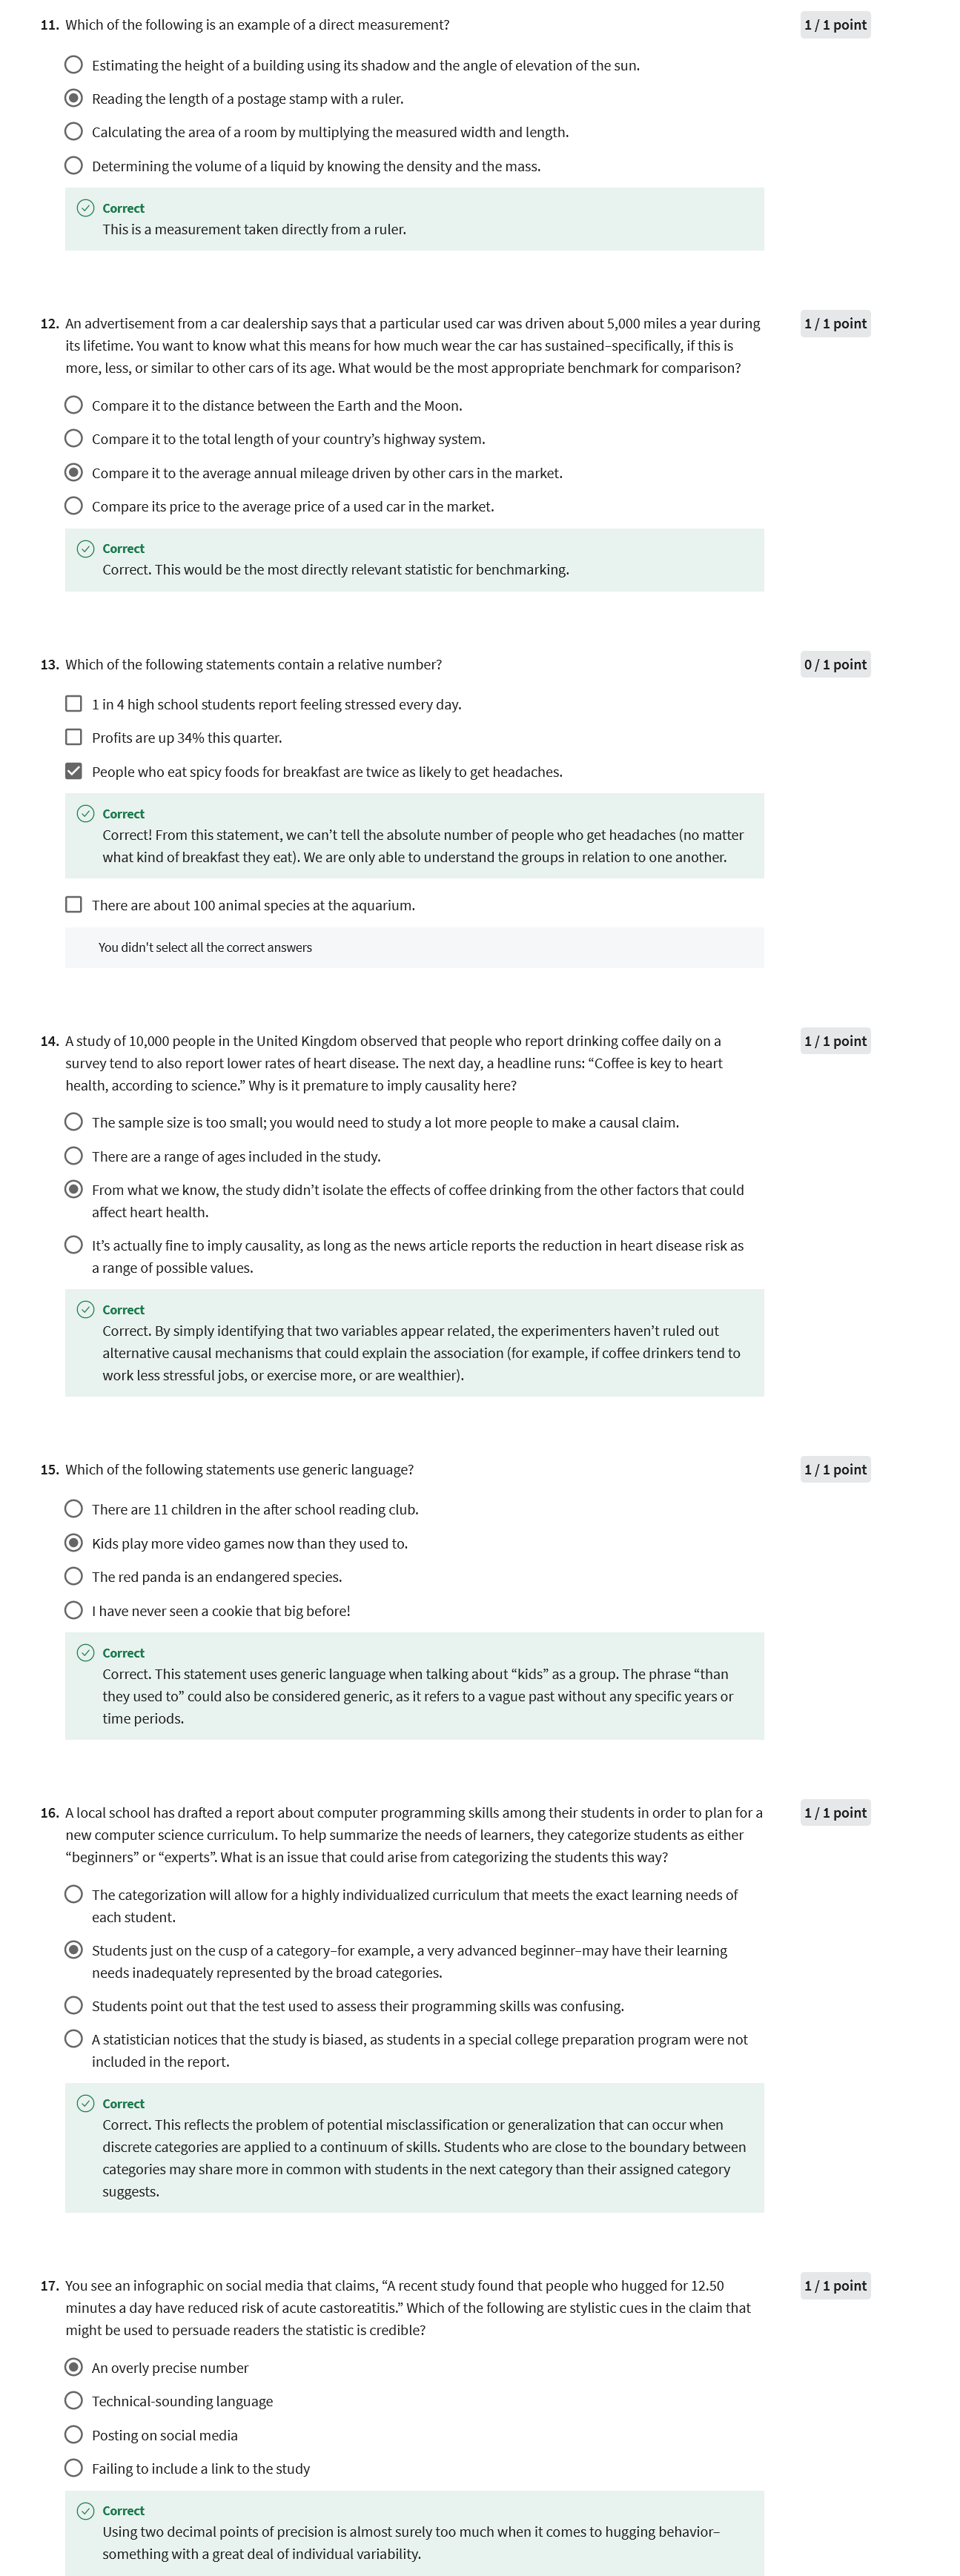 11. Which of the following is an example of a direct measurement?
1 / 1 point
Estimating the height of a building using its shadow and the angle of elevation of the sun.
Reading the length of a postage stamp with a ruler.
Calculating the area of a room by multiplying the measured width and length.
Determining the volume of a liquid by knowing the density and the mass.
Correct
This is a measurement taken directly from a ruler.
12. An advertisement from a car dealership says that a particular used car was driven about 5,000 miles a year during
its lifetime. You want to know what this means for how much wear the car has sustained–specifically, if this is
more, less, or similar to other cars of its age. What would be the most appropriate benchmark for comparison?
1 / 1 point
Compare it to the distance between the Earth and the Moon.
Compare it to the total length of your country’s highway system.
Compare it to the average annual mileage driven by other cars in the market.
Compare its price to the average price of a used car in the market.
Correct
Correct. This would be the most directly relevant statistic for benchmarking.
13. Which of the following statements contain a relative number?
0 / 1 point
1 in 4 high school students report feeling stressed every day.
Profits are up 34% this quarter.
People who eat spicy foods for breakfast are twice as likely to get headaches.
Correct
Correct! From this statement, we can’t tell the absolute number of people who get headaches (no matter
what kind of breakfast they eat). We are only able to understand the groups in relation to one another.
There are about 100 animal species at the aquarium.
You didn't select all the correct answers
14. A study of 10,000 people in the United Kingdom observed that people who report drinking coffee daily on a
survey tend to also report lower rates of heart disease. The next day, a headline runs: “Coffee is key to heart
health, according to science.” Why is it premature to imply causality here?
1 / 1 point
The sample size is too small; you would need to study a lot more people to make a causal claim.
There are a range of ages included in the study.
From what we know, the study didn’t isolate the effects of coffee drinking from the other factors that could
affect heart health.
It’s actually fine to imply causality, as long as the news article reports the reduction in heart disease risk as
a range of possible values.
Correct
Correct. By simply identifying that two variables appear related, the experimenters haven’t ruled out
alternative causal mechanisms that could explain the association (for example, if coffee drinkers tend to
work less stressful jobs, or exercise more, or are wealthier).
15. Which of the following statements use generic language?
1 / 1 point
There are 11 children in the after school reading club.
Kids play more video games now than they used to.
The red panda is an endangered species.
I have never seen a cookie that big before!
Correct
Correct. This statement uses generic language when talking about “kids” as a group. The phrase “than
they used to” could also be considered generic, as it refers to a vague past without any specific years or
time periods.
16. A local school has drafted a report about computer programming skills among their students in order to plan for a
new computer science curriculum. To help summarize the needs of learners, they categorize students as either
“beginners” or “experts”. What is an issue that could arise from categorizing the students this way?
1 / 1 point
The categorization will allow for a highly individualized curriculum that meets the exact learning needs of
each student.
Students just on the cusp of a category–for example, a very advanced beginner–may have their learning
needs inadequately represented by the broad categories.
Students point out that the test used to assess their programming skills was confusing.
A statistician notices that the study is biased, as students in a special college preparation program were not
included in the report.
Correct
Correct. This reflects the problem of potential misclassification or generalization that can occur when
discrete categories are applied to a continuum of skills. Students who are close to the boundary between
categories may share more in common with students in the next category than their assigned category
suggests.
17. You see an infographic on social media that claims, “A recent study found that people who hugged for 12.50
minutes a day have reduced risk of acute castoreatitis.” Which of the following are stylistic cues in the claim that
might be used to persuade readers the statistic is credible?
1 / 1 point
An overly precise number
Technical-sounding language
Posting on social media
Failing to include a link to the study
Correct
Using two decimal points of precision is almost surely too much when it comes to hugging behavior–
something with a great deal of individual variability.